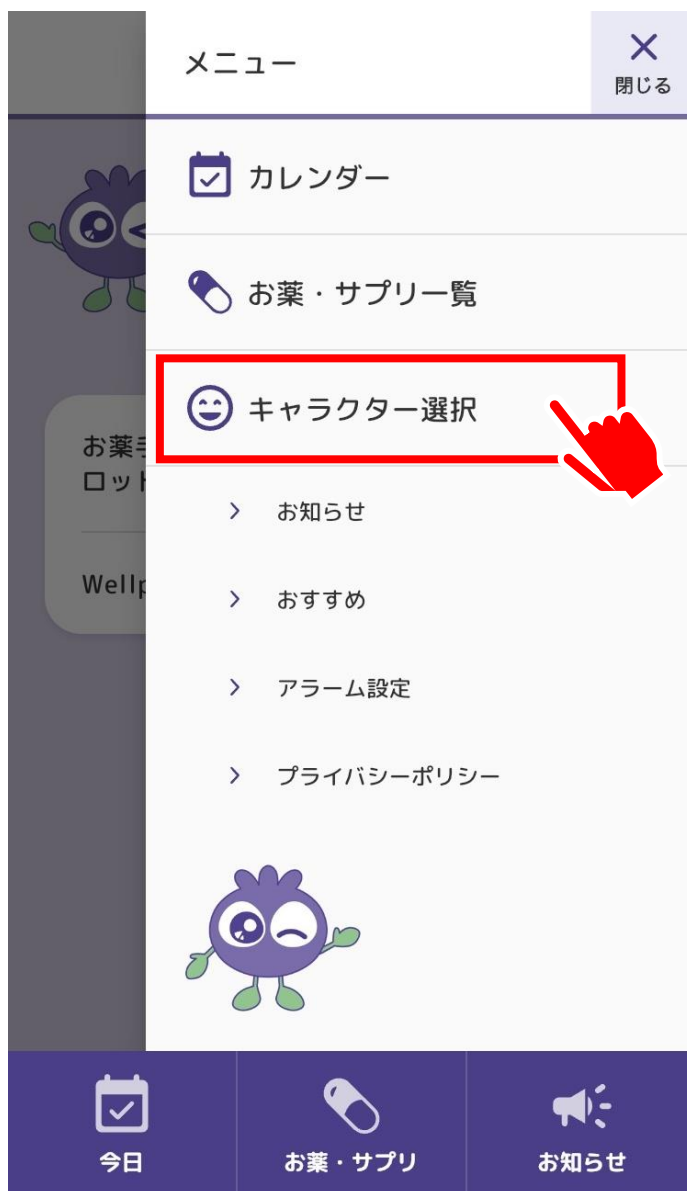 メニュー
閉じる
カレンダー
お薬・サプリ一覧
キャラクター選択
お薬手
ロット
Wellp
お知らせ
おすすめ
アラーム設定
プライバシーポリシー
今日
お薬・サプリ
お知らせ